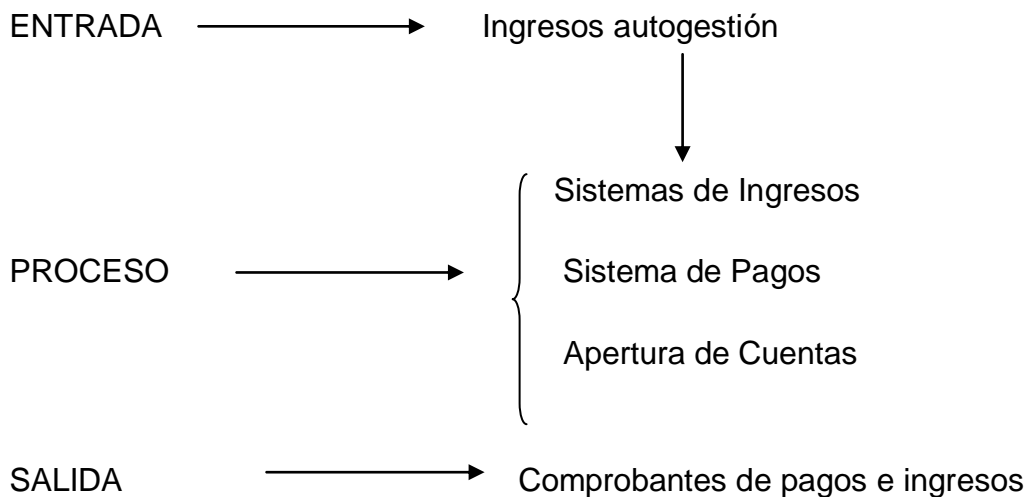 ENTRADA Ingresos autogestión
Sistemas de Ingresos
PROCESO Sistema de Pagos
Apertura de Cuentas
SALIDA Comprobantes de pagos e ingresos